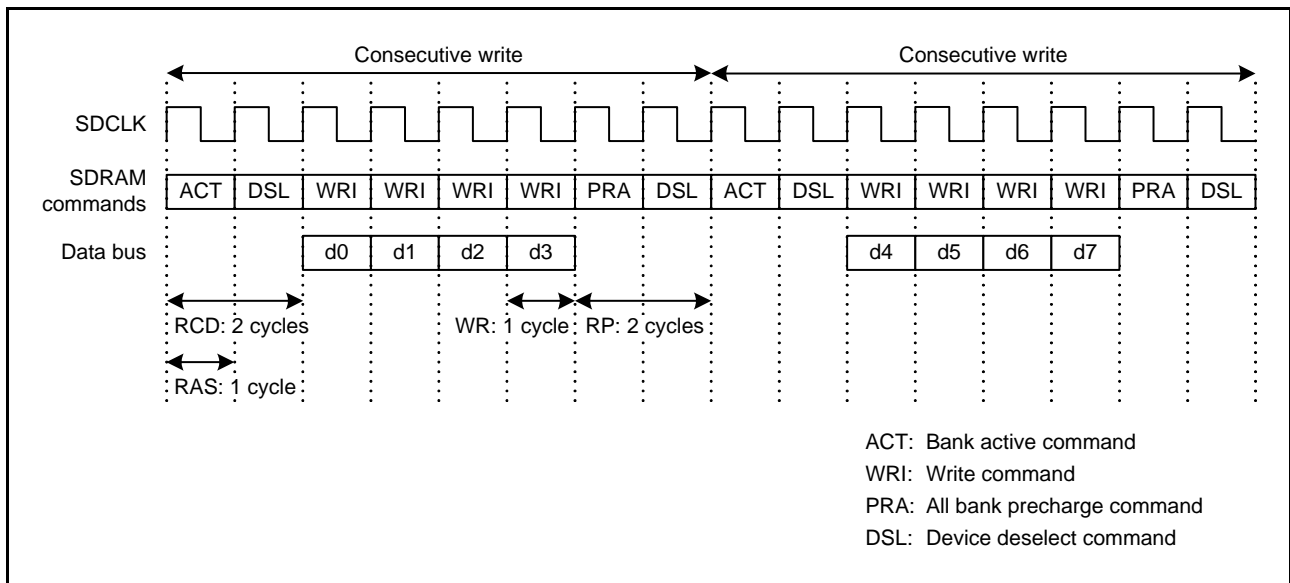 Consecutive write Consecutive write
SDCLK
SDRAM
commands
ACT DSL WRI WRI WRI WRI PRA DSL ACT DSL WRI WRI WRI WRI PRA DSL
Data bus d0 d1 d2 d3 d4 d5 d6 d7
RCD: 2 cycles WR: 1 cycle RP: 2 cycles
RAS: 1 cycle
ACT: Bank active command
WRI: Write command
PRA: All bank precharge command
DSL: Device deselect command